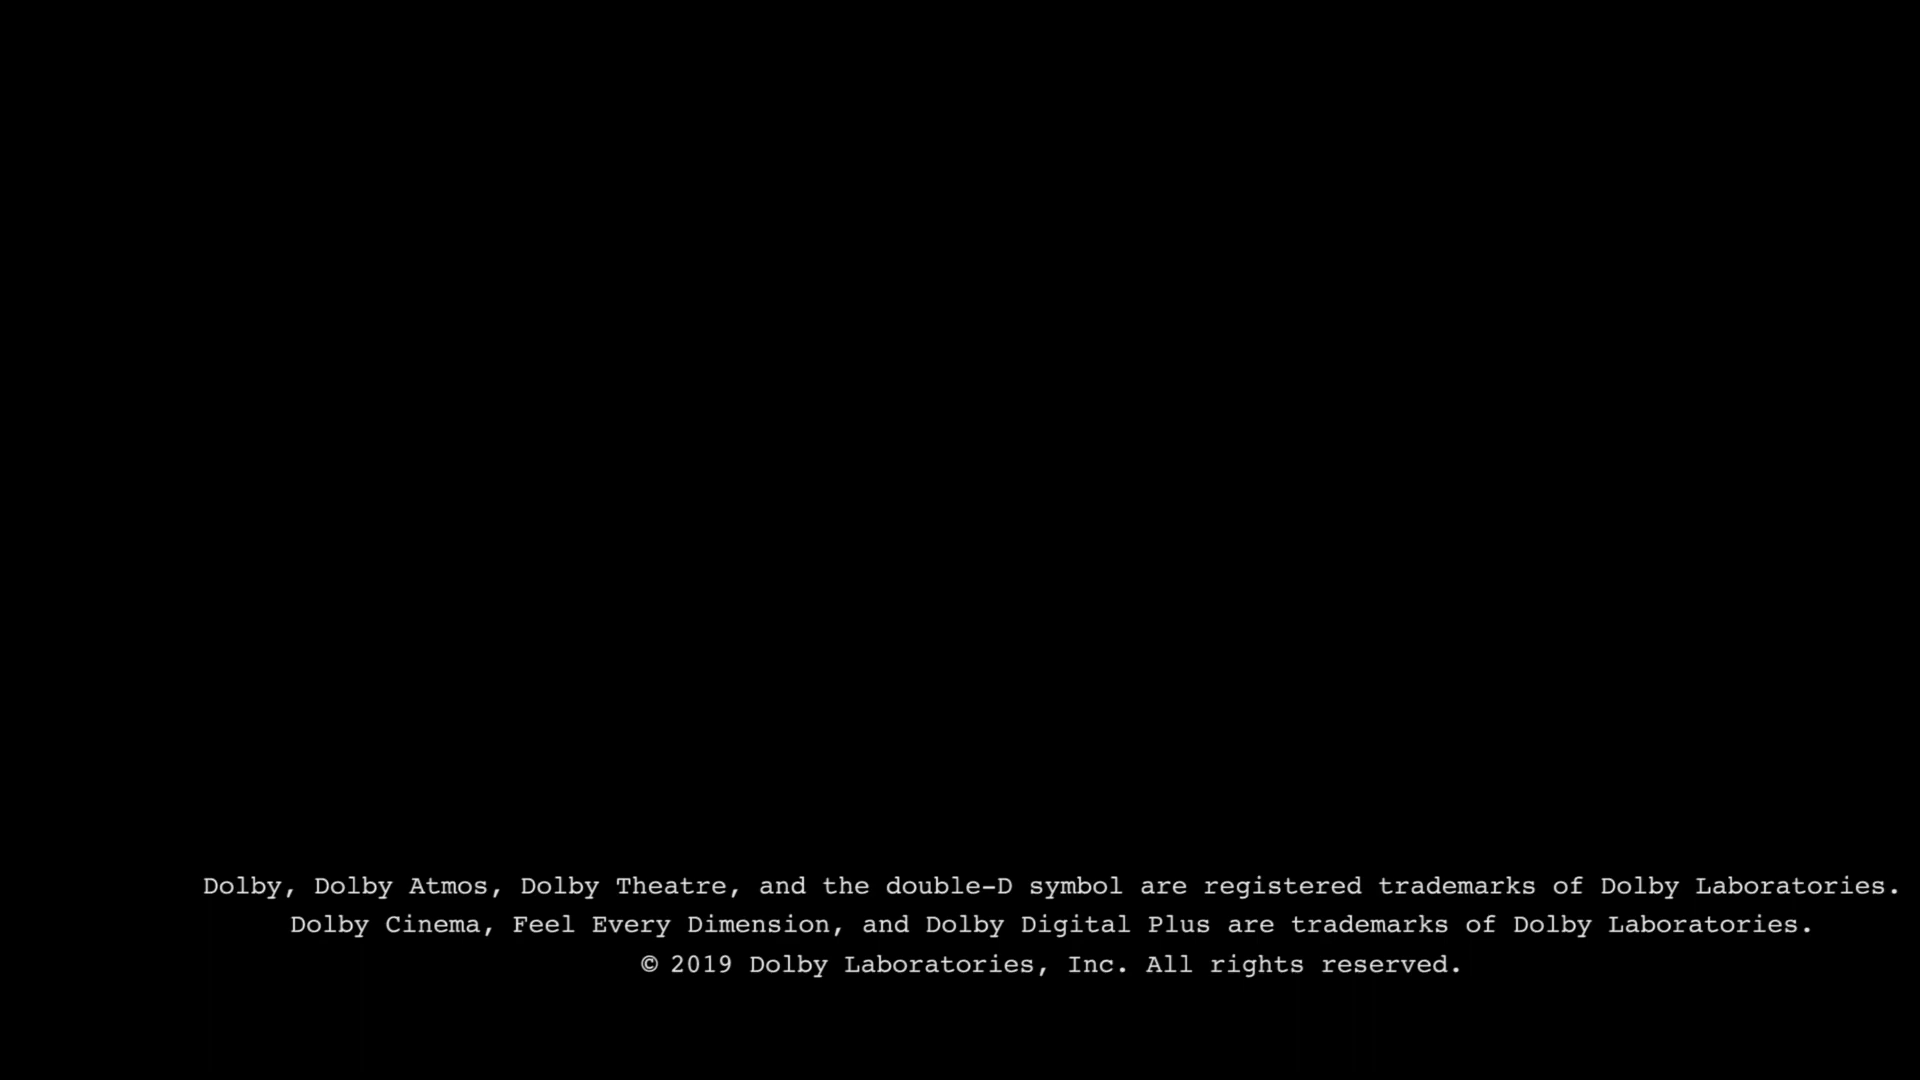 Dolby, Dolby Atmos, Dolby Theatre, and the double-D symbol are registered trademarks of Dolby Laboratories.
Dolby Cinema, Feel Every Dimension, and Dolby Digital Plus are trademarks of Dolby Laboratories.
© 2019 Dolby Laboratories, Inc. All rights reserved.